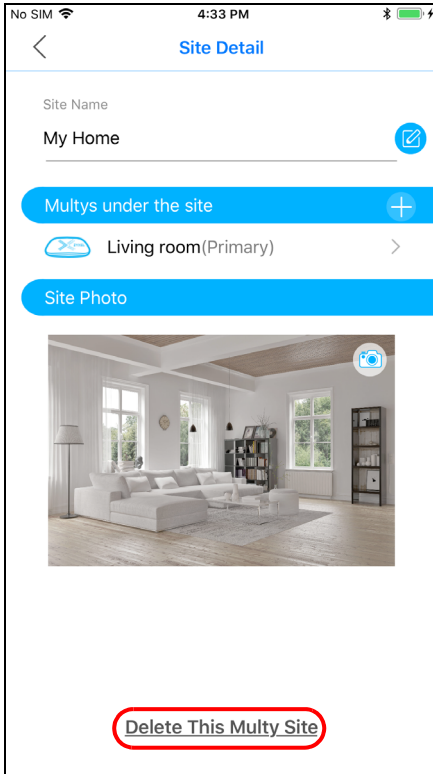 No SIM 4:33 PM
Site Detail
Site Name
My Home
Multys under the site
Living room(Primary)
Site Photo
Delete This Multy Site